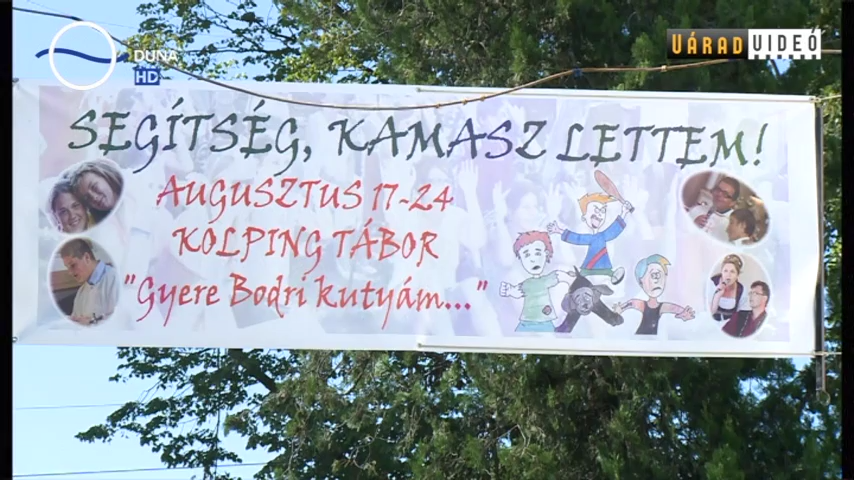 DUNA
HD
VÁRAD VIDEÓ
SEGÍTSÉG, KAMASZ LETTEM!
AUGUSZTUS 17-24
KOLPING TÁBOR
"Gyere Bodri kutyám..."